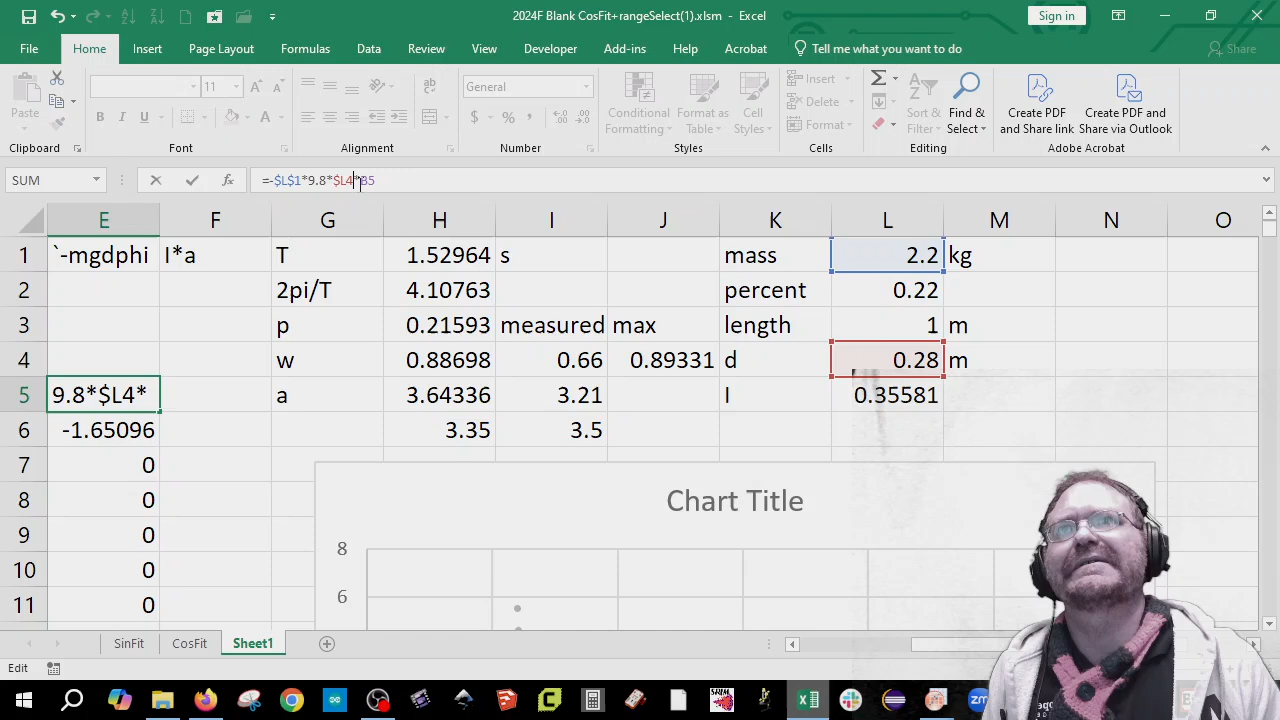 2024F Blank CosFit+rangeSelect(1).xlsm - Excel
Sign in
File Home Insert Page Layout Formulas Data Review View Developer Add-ins Help Acrobat Tell me what you want to do Share
11 A A ab General Σ
Paste B I U A $ % , Conditional Formatting Format as Table Cell Styles Insert Delete Format Sort & Filter Find & Select Create PDF and Share link Create PDF and Share via Outlook
Clipboard Font Alignment Number Styles Cells Editing Adobe Acrobat
SUM fx =-$L$1*9.8*$L4*B5
E F G H I J K L M N O
1 `-mgdphi I*a T 1.52964 s mass 2.2 kg
2 2pi/T 4.10763 percent 0.22
3 p 0.21593 measured max length 1 m
4 w 0.88698 0.66 0.89331 d 0.28 m
5 9.8*$L4* a 3.64336 3.21 I 0.35581
6 -1.65096 3.35 3.5
7 0
8 0
9 0
10 0
11 0
Chart Title
8
6
SinFit CosFit Sheet1
Edit